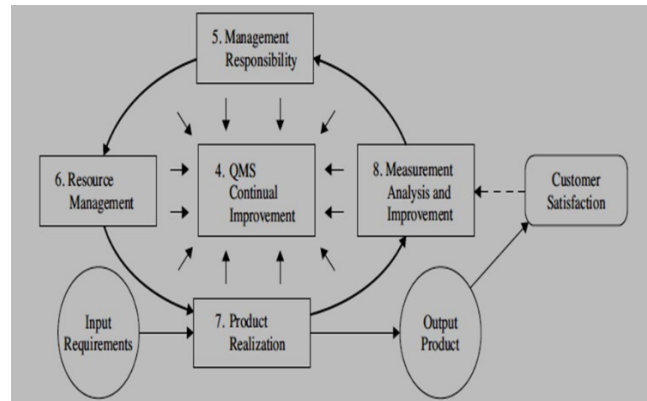 5. Management
Responsibility
6. Resource
Management
4. QMS
Continual
Improvement
8. Measurement
Analysis and
Improvement
Customer
Satisfaction
Input
Requirements
7. Product
Realization
Output
Product